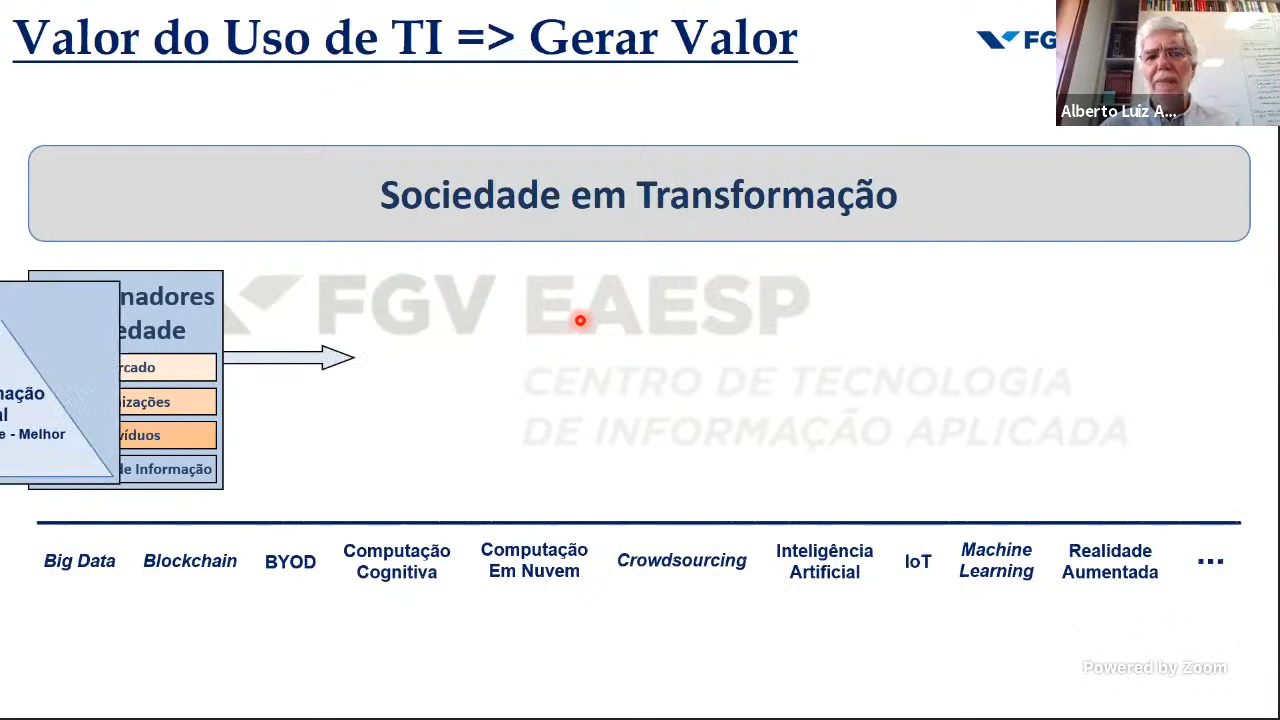 Valor do Uso de TI => Gerar Valor
FG
Alberto Luiz A...
Sociedade em Transformação
FGV EAESP
CENTRO DE TECNOLOGIA
DE INFORMAÇÃO APLICADA
nadores
edade
rcado
izações
víduos
de Informação
nação
al
e - Melhor
Big Data
Blockchain
BYOD
Computação
Cognitiva
Computação
Em Nuvem
Crowdsourcing
Inteligência
Artificial
IoT
Machine
Learning
Realidade
Aumentada
...
Powered by Zoom